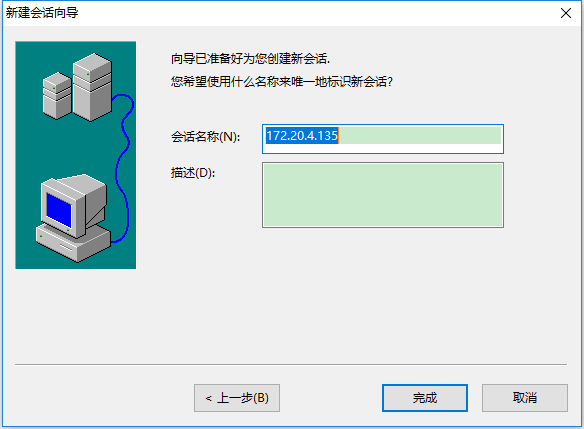 新建会话向导
向导已准备好为您创建新会话.
您希望使用什么名称来唯一地标识新会话?
会话名称(N):
172.20.4.135
描述(D):
< 上一步(B)
完成
取消